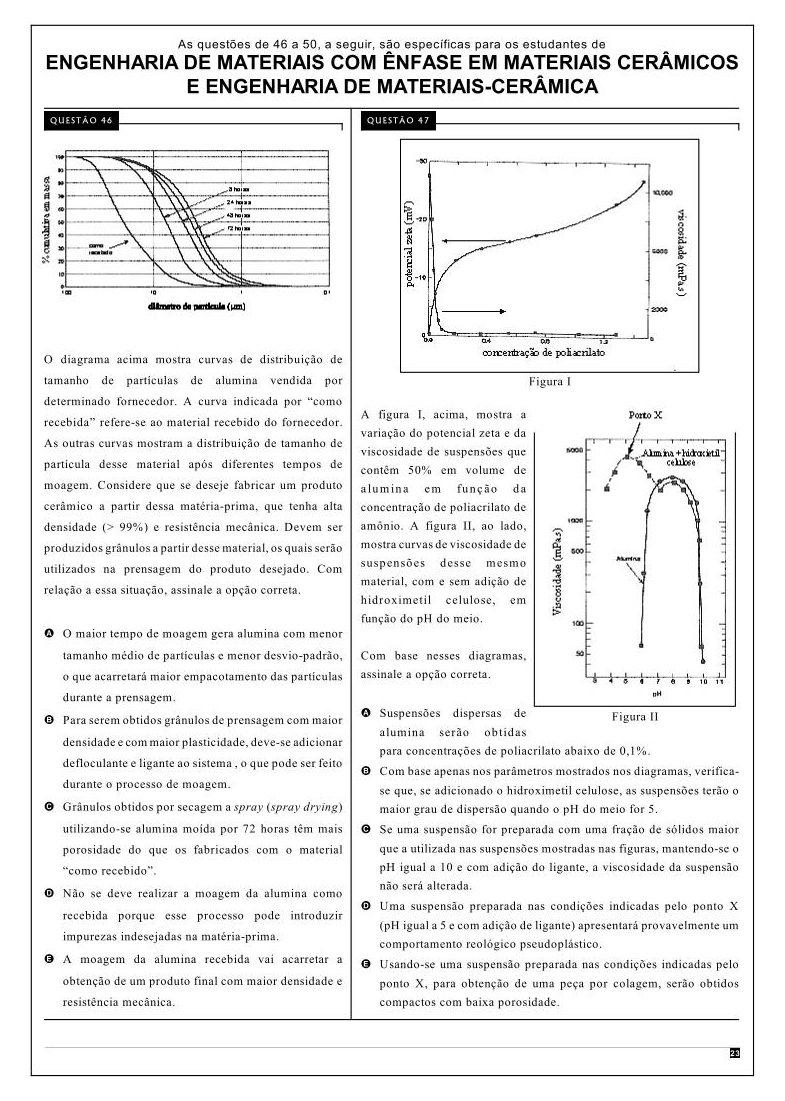 As questões de 46 a 50, a seguir, são específicas para os estudantes de
ENGENHARIA DE MATERIAIS COM ÊNFASE EM MATERIAIS CERÂMICOS
E ENGENHARIA DE MATERIAIS-CERÂMICA
QUESTÃO 46
% cumulativa em massa
100
90
80
70
60
50
40
30
20
10
0
3 horas
24 horas
48 horas
72 horas
como
recebido
100
10
1
0.1
diâmetro de partícula (µm)
O diagrama acima mostra curvas de distribuição de
tamanho de partículas de alumina vendida por
determinado fornecedor. A curva indicada por “como
recebida” refere-se ao material recebido do fornecedor.
As outras curvas mostram a distribuição de tamanho de
partícula desse material após diferentes tempos de
moagem. Considere que se deseje fabricar um produto
cerâmico a partir dessa matéria-prima, que tenha alta
densidade (> 99%) e resistência mecânica. Devem ser
produzidos grânulos a partir desse material, os quais serão
utilizados na prensagem do produto desejado. Com
relação a essa situação, assinale a opção correta.
A O maior tempo de moagem gera alumina com menor
tamanho médio de partículas e menor desvio-padrão,
o que acarretará maior empacotamento das partículas
durante a prensagem.
B Para serem obtidos grânulos de prensagem com maior
densidade e com maior plasticidade, deve-se adicionar
defloculante e ligante ao sistema , o que pode ser feito
durante o processo de moagem.
C Grânulos obtidos por secagem a spray (spray drying)
utilizando-se alumina moída por 72 horas têm mais
porosidade do que os fabricados com o material
“como recebido”.
D Não se deve realizar a moagem da alumina como
recebida porque esse processo pode introduzir
impurezas indesejadas na matéria-prima.
E A moagem da alumina recebida vai acarretar a
obtenção de um produto final com maior densidade e
resistência mecânica.
QUESTÃO 47
potencial zeta (mV)
-30
-20
-10
0
0.0
0.4
0.8
1.2
10,000
2000
0
viscosidade (mPa.s)
concentração de poliacrilato
Figura I
A figura I, acima, mostra a
variação do potencial zeta e da
viscosidade de suspensões que
contêm 50% em volume de
alumina em função da
concentração de poliacrilato de
amônio. A figura II, ao lado,
mostra curvas de viscosidade de
suspensões desse mesmo
material, com e sem adição de
hidroximetil celulose, em
função do pH do meio.
Com base nesses diagramas,
assinale a opção correta.
Ponto X
Alumina + hidroxietil
celulose
Alumina
Viscosidade (mPa.s)
5000
1000
500
100
50
3 4 5 6 7 8 9 10 11
pH
Figura II
A Suspensões dispersas de
alumina serão obtidas
para concentrações de poliacrilato abaixo de 0,1%.
B Com base apenas nos parâmetros mostrados nos diagramas, verifica-
se que, se adicionado o hidroximetil celulose, as suspensões terão o
maior grau de dispersão quando o pH do meio for 5.
C Se uma suspensão for preparada com uma fração de sólidos maior
que a utilizada nas suspensões mostradas nas figuras, mantendo-se o
pH igual a 10 e com adição do ligante, a viscosidade da suspensão
não será alterada.
D Uma suspensão preparada nas condições indicadas pelo ponto X
(pH igual a 5 e com adição de ligante) apresentará provavelmente um
comportamento reológico pseudoplástico.
E Usando-se uma suspensão preparada nas condições indicadas pelo
ponto X, para obtenção de uma peça por colagem, serão obtidos
compactos com baixa porosidade.
23